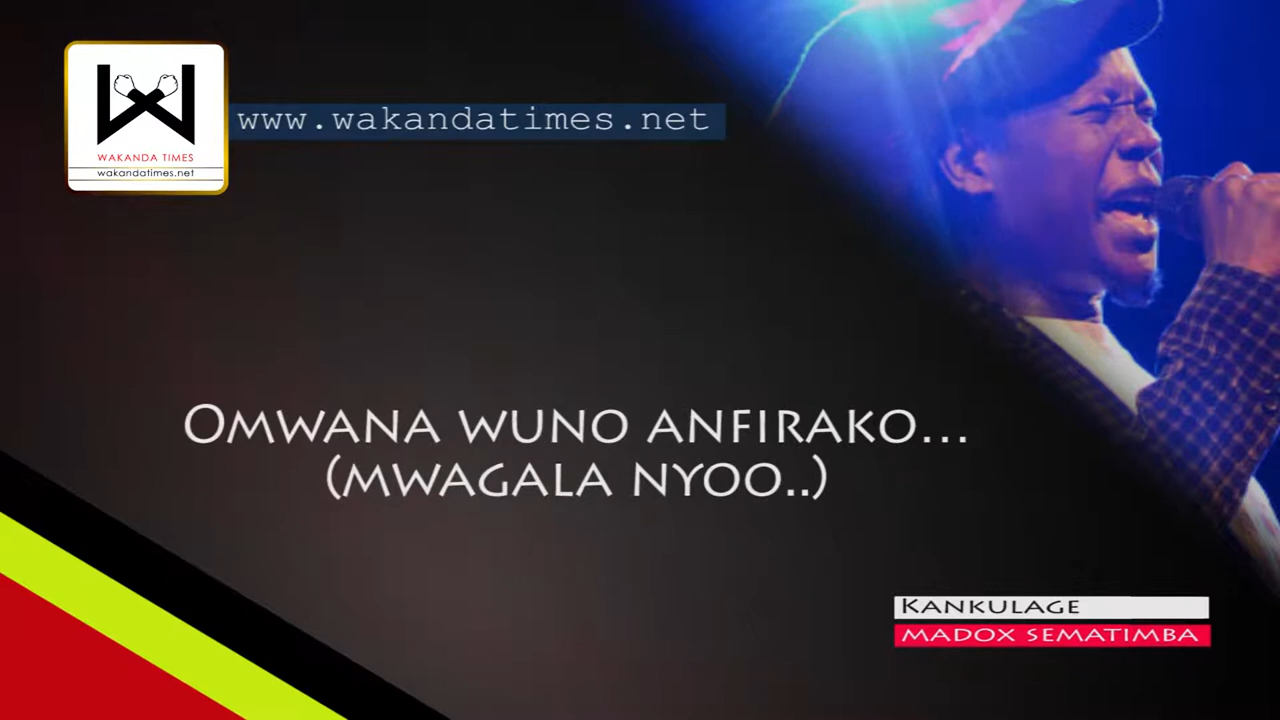 WAKANDA TIMES
wakandatimes.net
www.wakandatimes.net
OMWANA WUNO ANFIRAKO...
(MWAGALA NYOO..)
KANKULAGE
MADOX SEMATIMBA